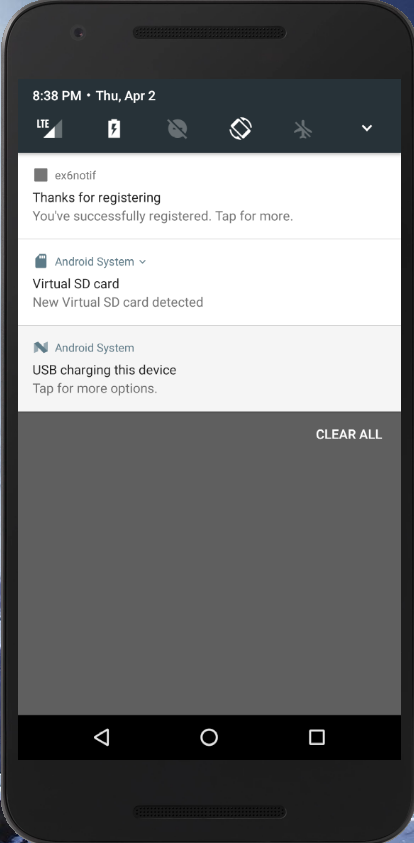 8:38 PM • Thu, Apr 2
LTE
ex6notif
Thanks for registering
You've successfully registered. Tap for more.
Android System
Virtual SD card
New Virtual SD card detected
Android System
USB charging this device
Tap for more options.
CLEAR ALL